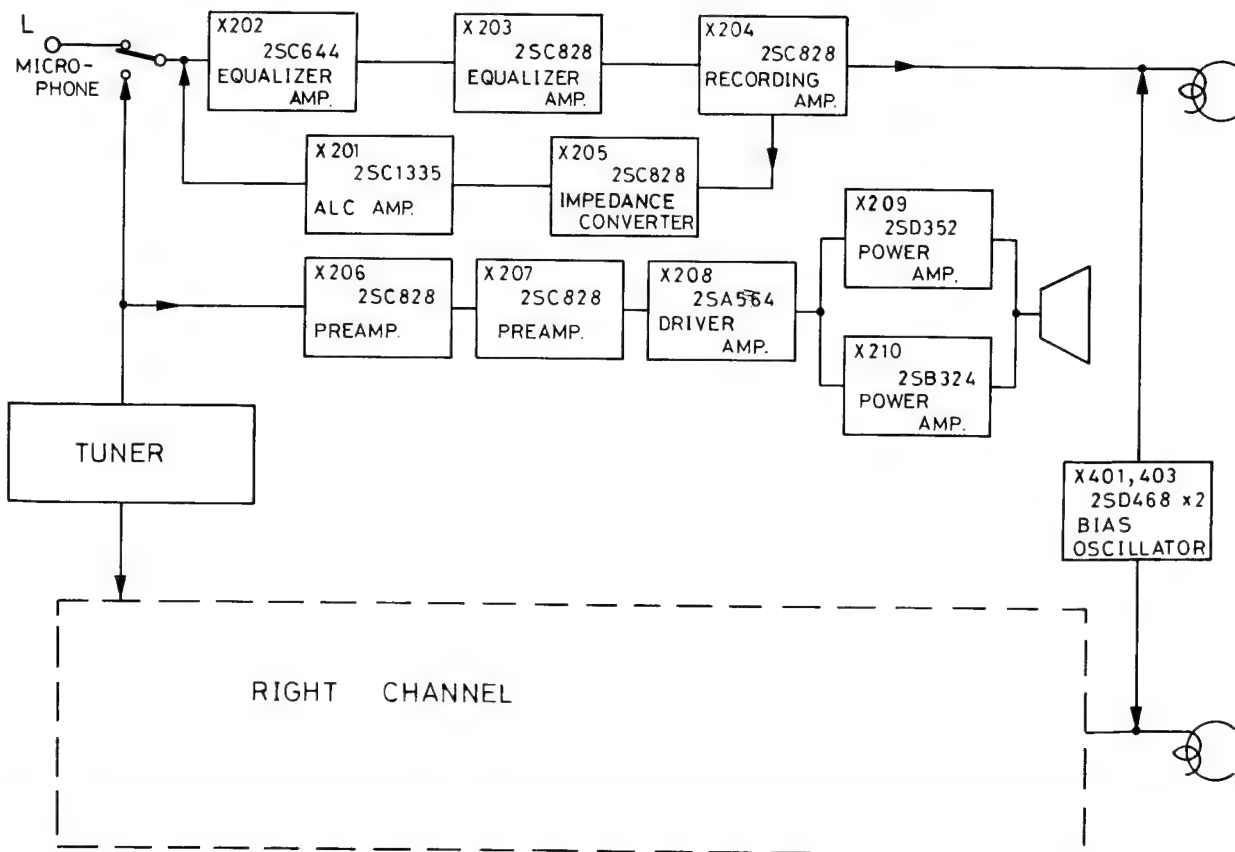 L
MICRO-
PHONE
X202
2SC644
EQUALIZER
AMP.
X203
2SC828
EQUALIZER
AMP.
X204
2SC828
RECORDING
AMP.
X201
2SC1335
ALC AMP.
X205
2SC828
IMPEDANCE
CONVERTER
X206
2SC828
PREAMP.
X207
2SC828
PREAMP.
X208
2SA564
DRIVER
AMP.
X209
2SD352
POWER
AMP.
X210
2SB324
POWER
AMP.
TUNER
X401,403
2SD468 x2
BIAS
OSCILLATOR
RIGHT CHANNEL